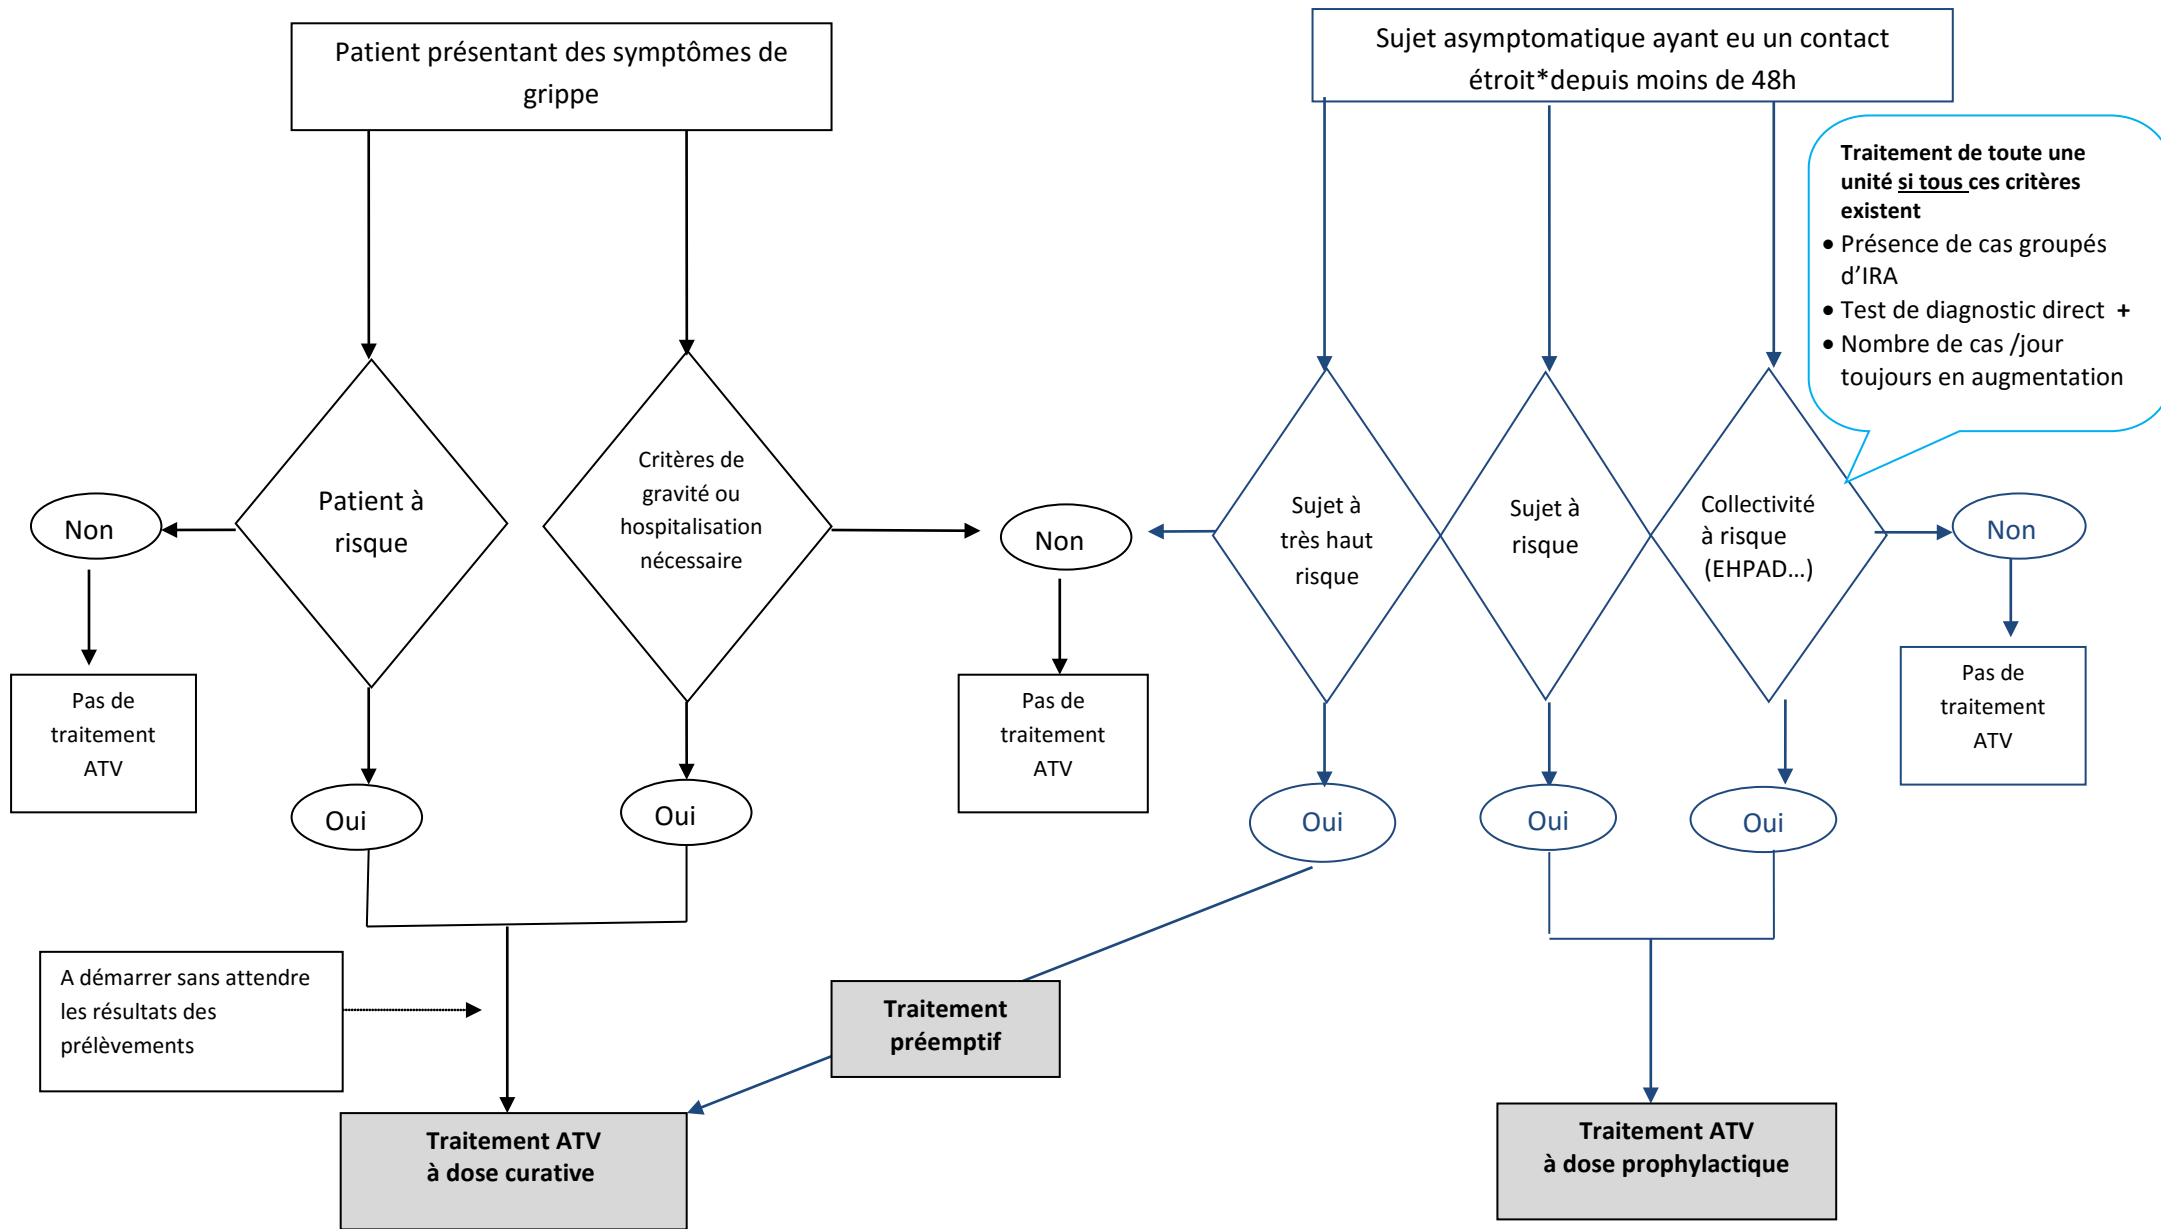 Patient présentant des symptômes de
grippe
Sujet asymptomatique ayant eu un contact
étroit*depuis moins de 48h
Traitement de toute une
unité si tous ces critères
existent
• Présence de cas groupés
d’IRA
• Test de diagnostic direct +
• Nombre de cas /jour
toujours en augmentation
Non
Patient à
risque
Critères de
gravité ou
hospitalisation
nécessaire
Non
Sujet à
très haut
risque
Sujet à
risque
Collectivité
à risque
(EHPAD...)
Non
Pas de
traitement
ATV
Pas de
traitement
ATV
Pas de
traitement
ATV
Oui
Oui
Oui
Oui
Oui
A démarrer sans attendre
les résultats des
prélèvements
Traitement
préemptif
Traitement ATV
à dose curative
Traitement ATV
à dose prophylactique